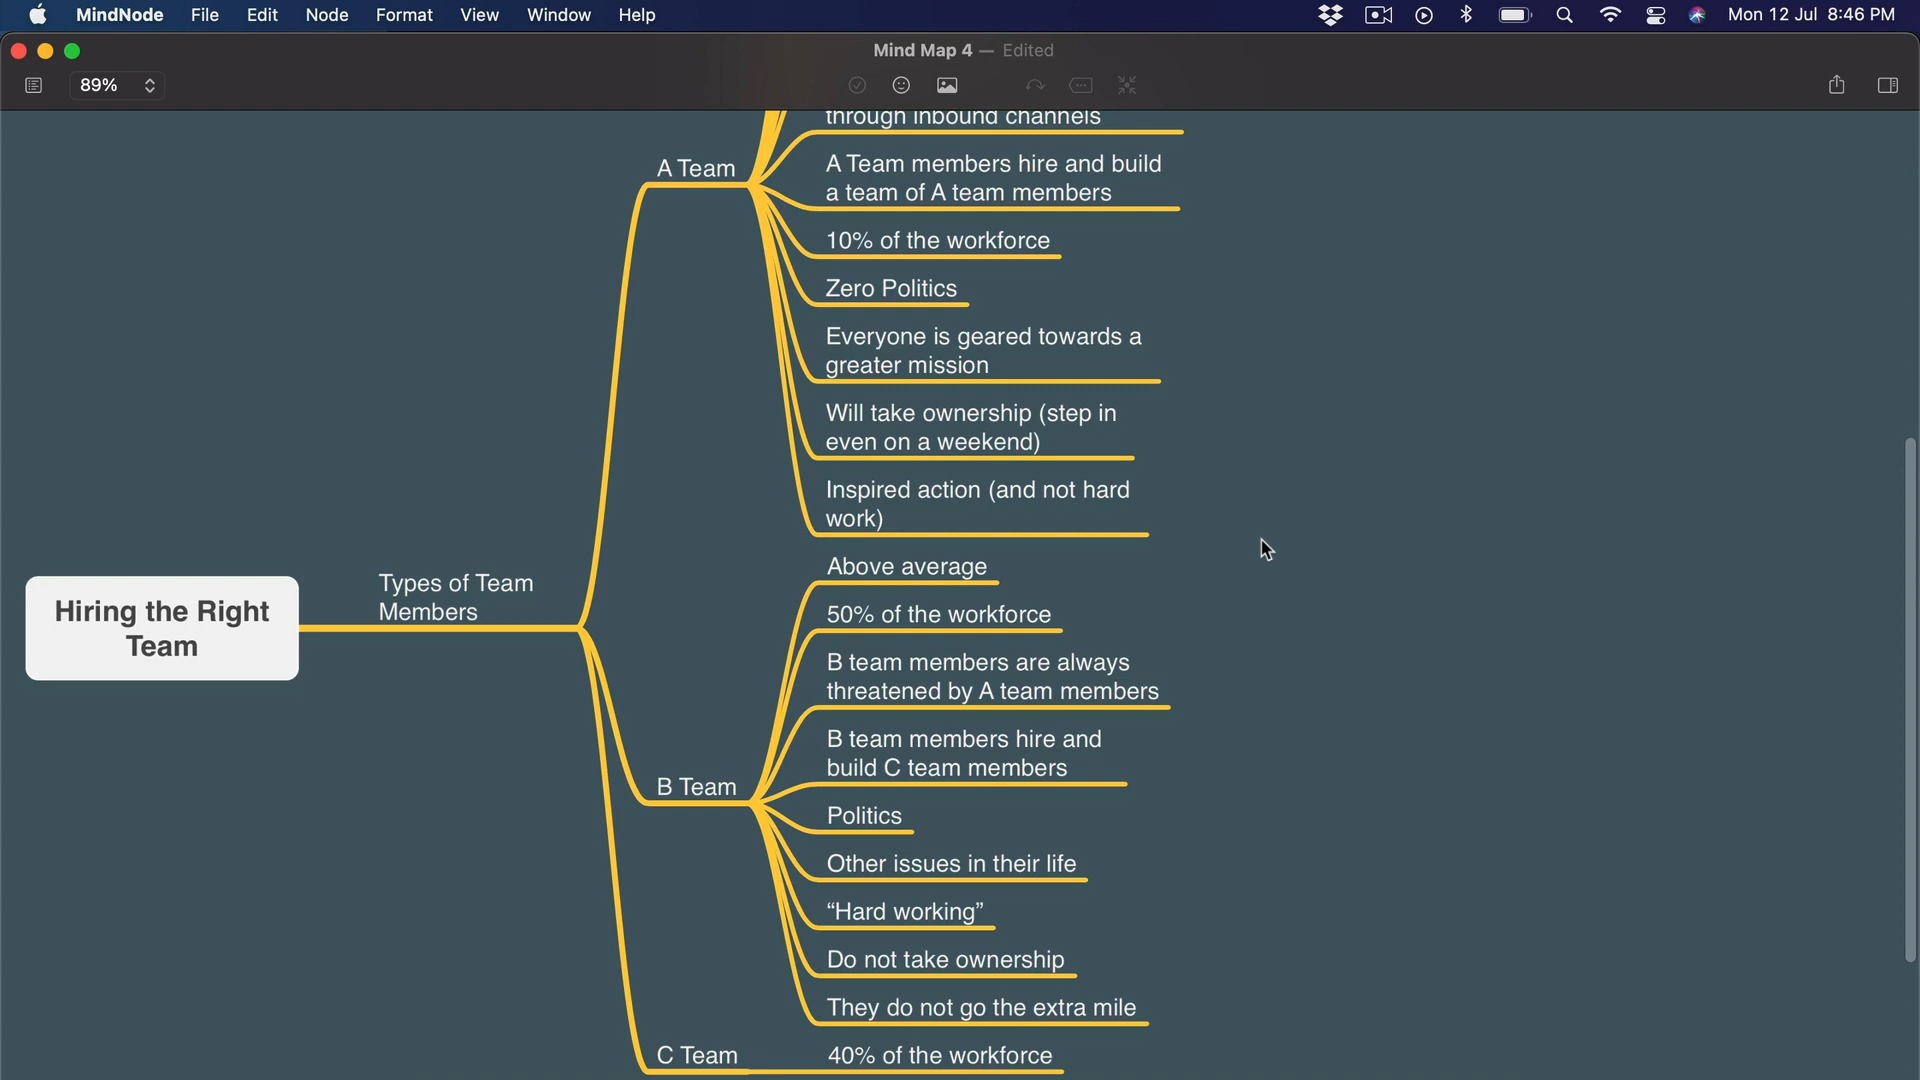 MindNode File Edit Node Format View Window Help Mon 12 Jul 8:46 PM
Mind Map 4 — Edited
89%
through inbound channels
A Team
A Team members hire and build
a team of A team members
10% of the workforce
Zero Politics
Everyone is geared towards a
greater mission
Will take ownership (step in
even on a weekend)
Inspired action (and not hard
work)
Hiring the Right
Team
Types of Team
Members
Above average
50% of the workforce
B team members are always
threatened by A team members
B team members hire and
build C team members
B Team
Politics
Other issues in their life
“Hard working”
Do not take ownership
They do not go the extra mile
C Team
40% of the workforce